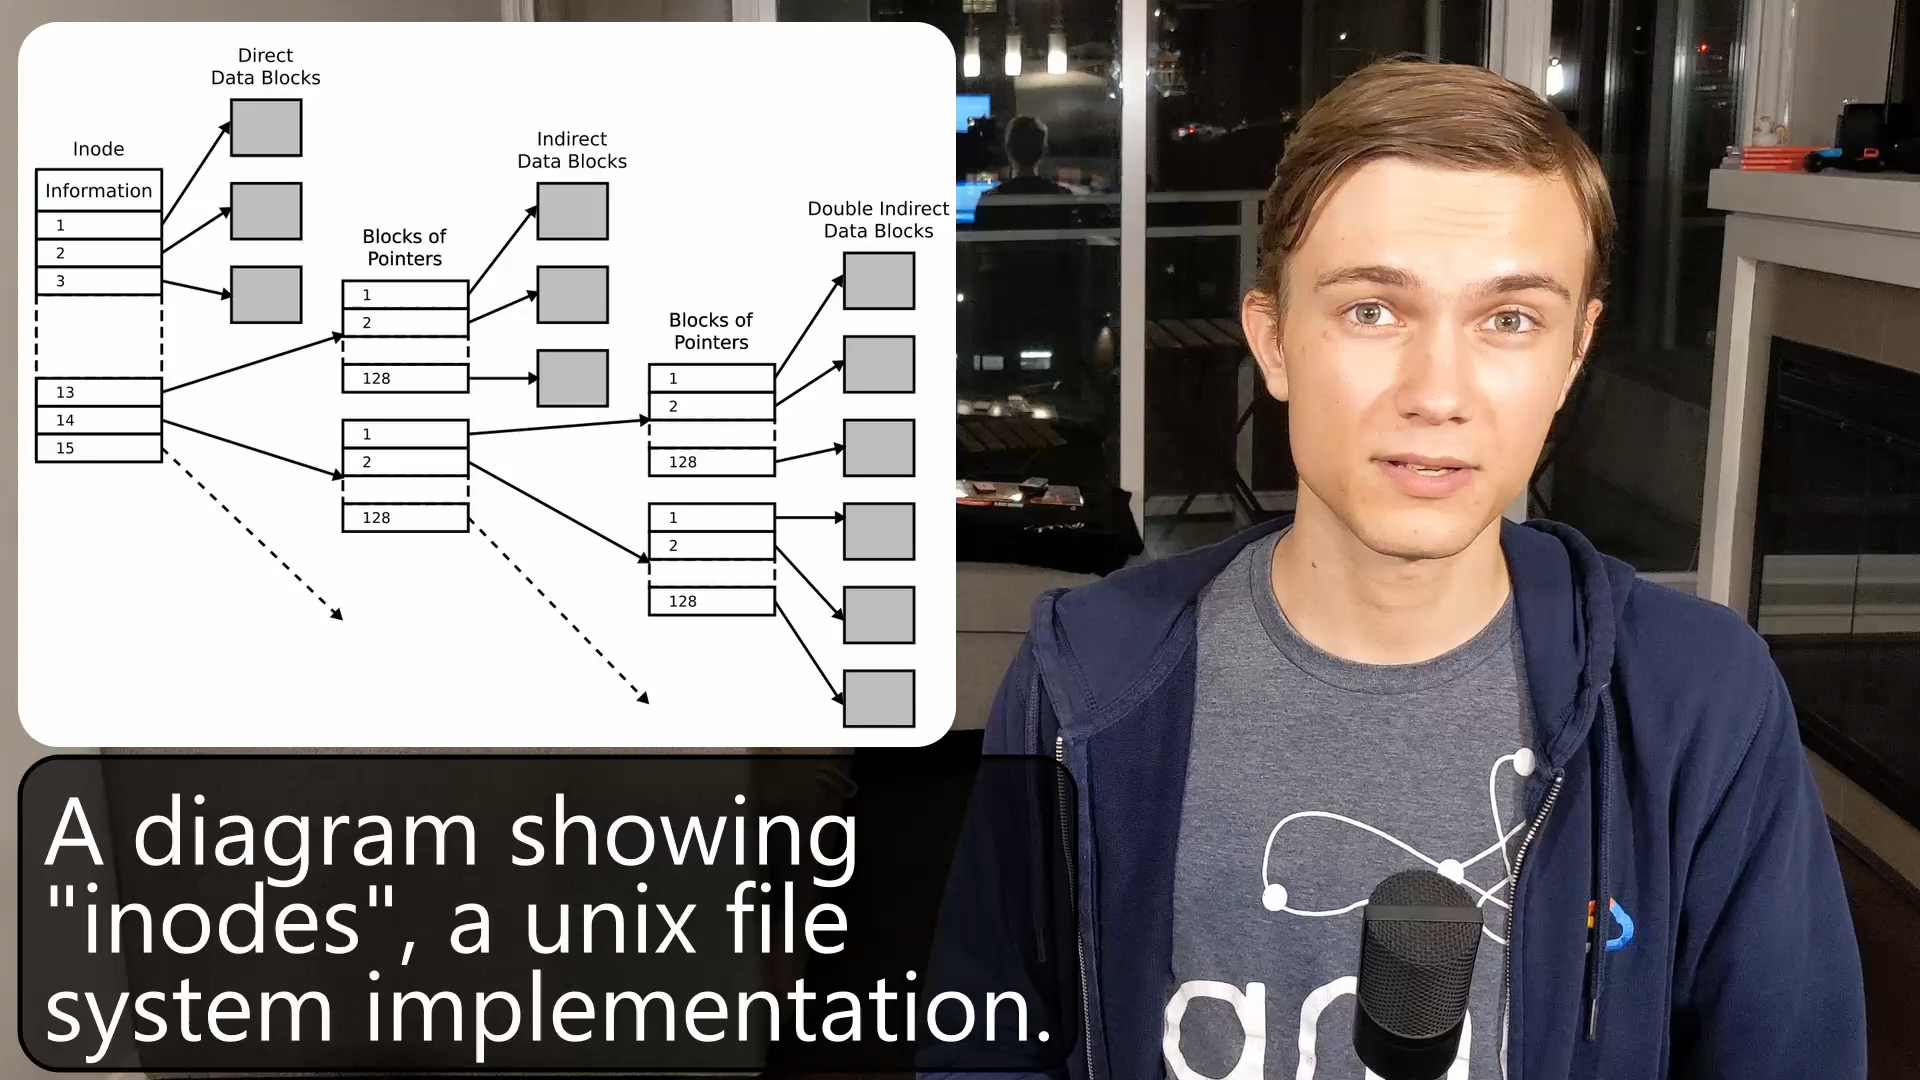 Direct
Data Blocks
Inode
Information
1
2
3
13
14
15
Blocks of
Pointers
1
2
128
1
2
128
Indirect
Data Blocks
Blocks of
Pointers
1
2
128
1
2
128
Double Indirect
Data Blocks
A diagram showing
"inodes", a unix file
system implementation.